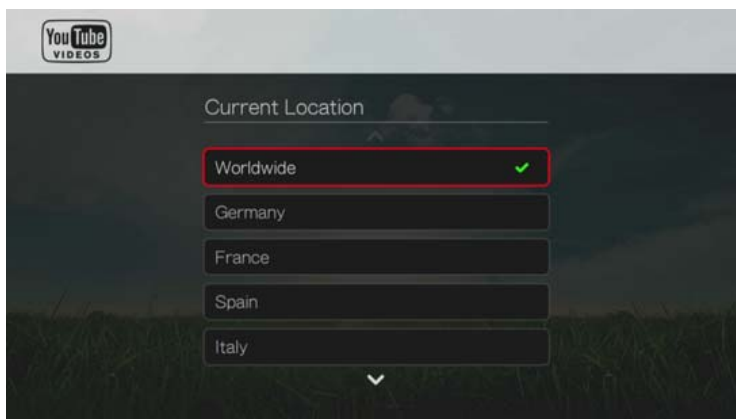 You Tube
VIDEOS
Current Location
Worldwide
Germany
France
Spain
Italy